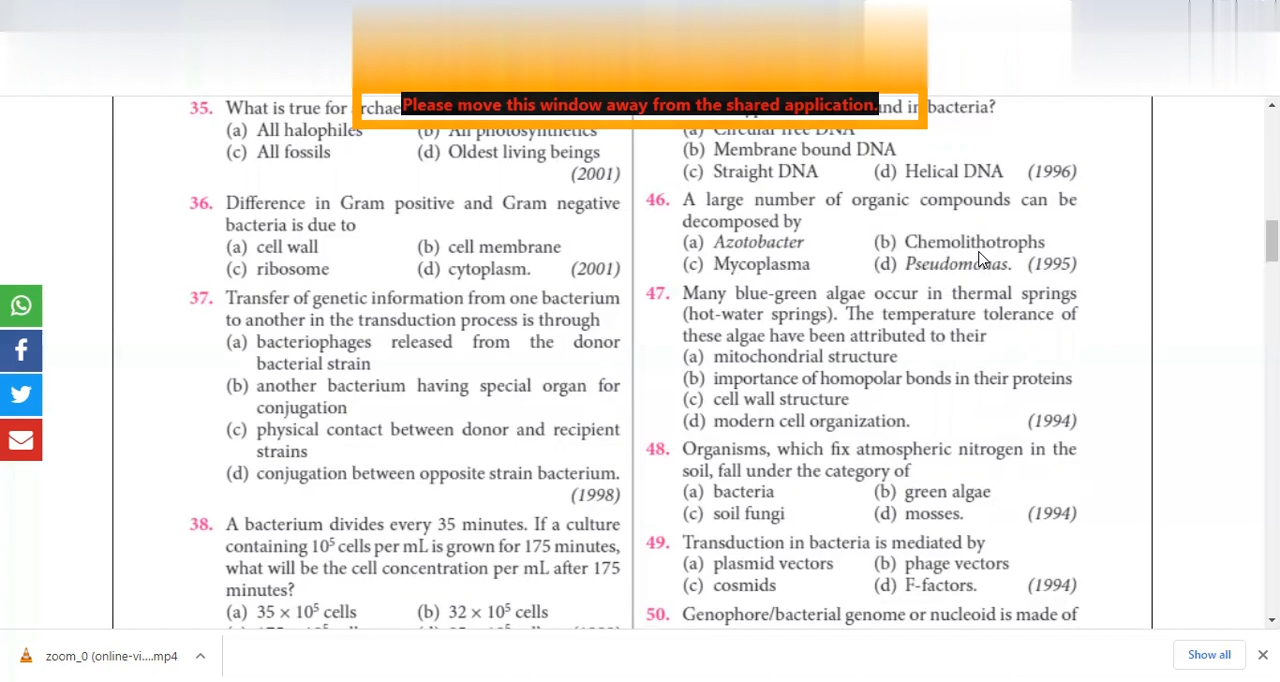 Please move this window away from the shared application.
35. What is true for archae
(a) All halophiles (b) All photosynthetics
(c) All fossils (d) Oldest living beings
(2001)
36. Difference in Gram positive and Gram negative
bacteria is due to
(a) cell wall (b) cell membrane
(c) ribosome (d) cytoplasm. (2001)
37. Transfer of genetic information from one bacterium
to another in the transduction process is through
(a) bacteriophages released from the donor
bacterial strain
(b) another bacterium having special organ for
conjugation
(c) physical contact between donor and recipient
strains
(d) conjugation between opposite strain bacterium.
(1998)
38. A bacterium divides every 35 minutes. If a culture
containing 10⁵ cells per mL is grown for 175 minutes,
what will be the cell concentration per mL after 175
minutes?
(a) 35 × 10⁵ cells (b) 32 × 10⁵ cells
in bacteria?
(a) Circular free DNA
(b) Membrane bound DNA
(c) Straight DNA (d) Helical DNA (1996)
46. A large number of organic compounds can be
decomposed by
(a) Azotobacter (b) Chemolithotrophs
(c) Mycoplasma (d) Pseudomonas. (1995)
47. Many blue-green algae occur in thermal springs
(hot-water springs). The temperature tolerance of
these algae have been attributed to their
(a) mitochondrial structure
(b) importance of homopolar bonds in their proteins
(c) cell wall structure
(d) modern cell organization. (1994)
48. Organisms, which fix atmospheric nitrogen in the
soil, fall under the category of
(a) bacteria (b) green algae
(c) soil fungi (d) mosses. (1994)
49. Transduction in bacteria is mediated by
(a) plasmid vectors (b) phage vectors
(c) cosmids (d) F-factors. (1994)
50. Genophore/bacterial genome or nucleoid is made of
zoom_0 (online-vi....mp4
Show all